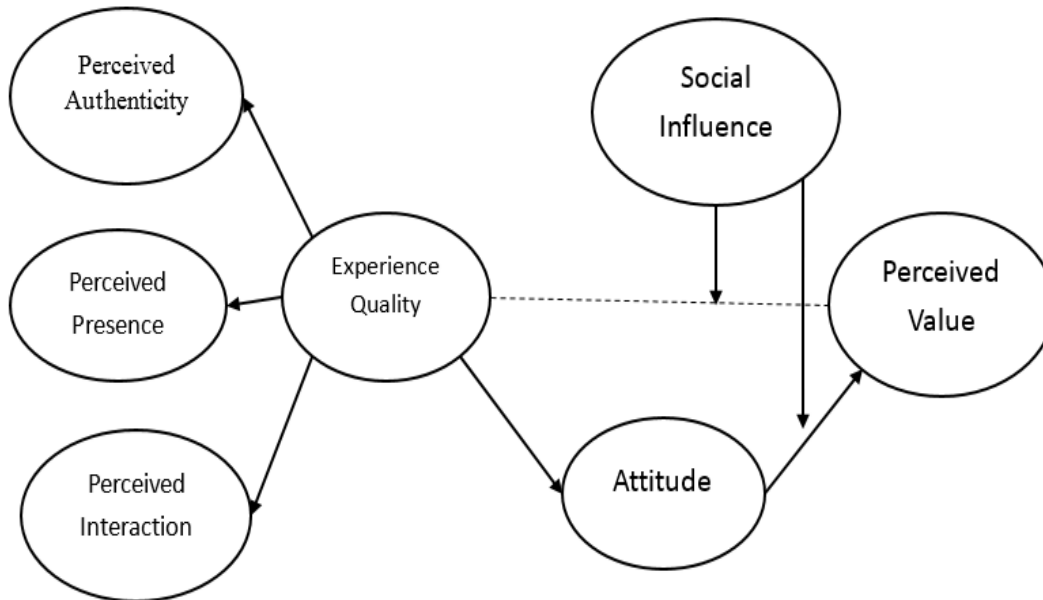 Perceived
Authenticity
Social
Influence
Experience
Quality
Perceived
Presence
Perceived
Value
Attitude
Perceived
Interaction